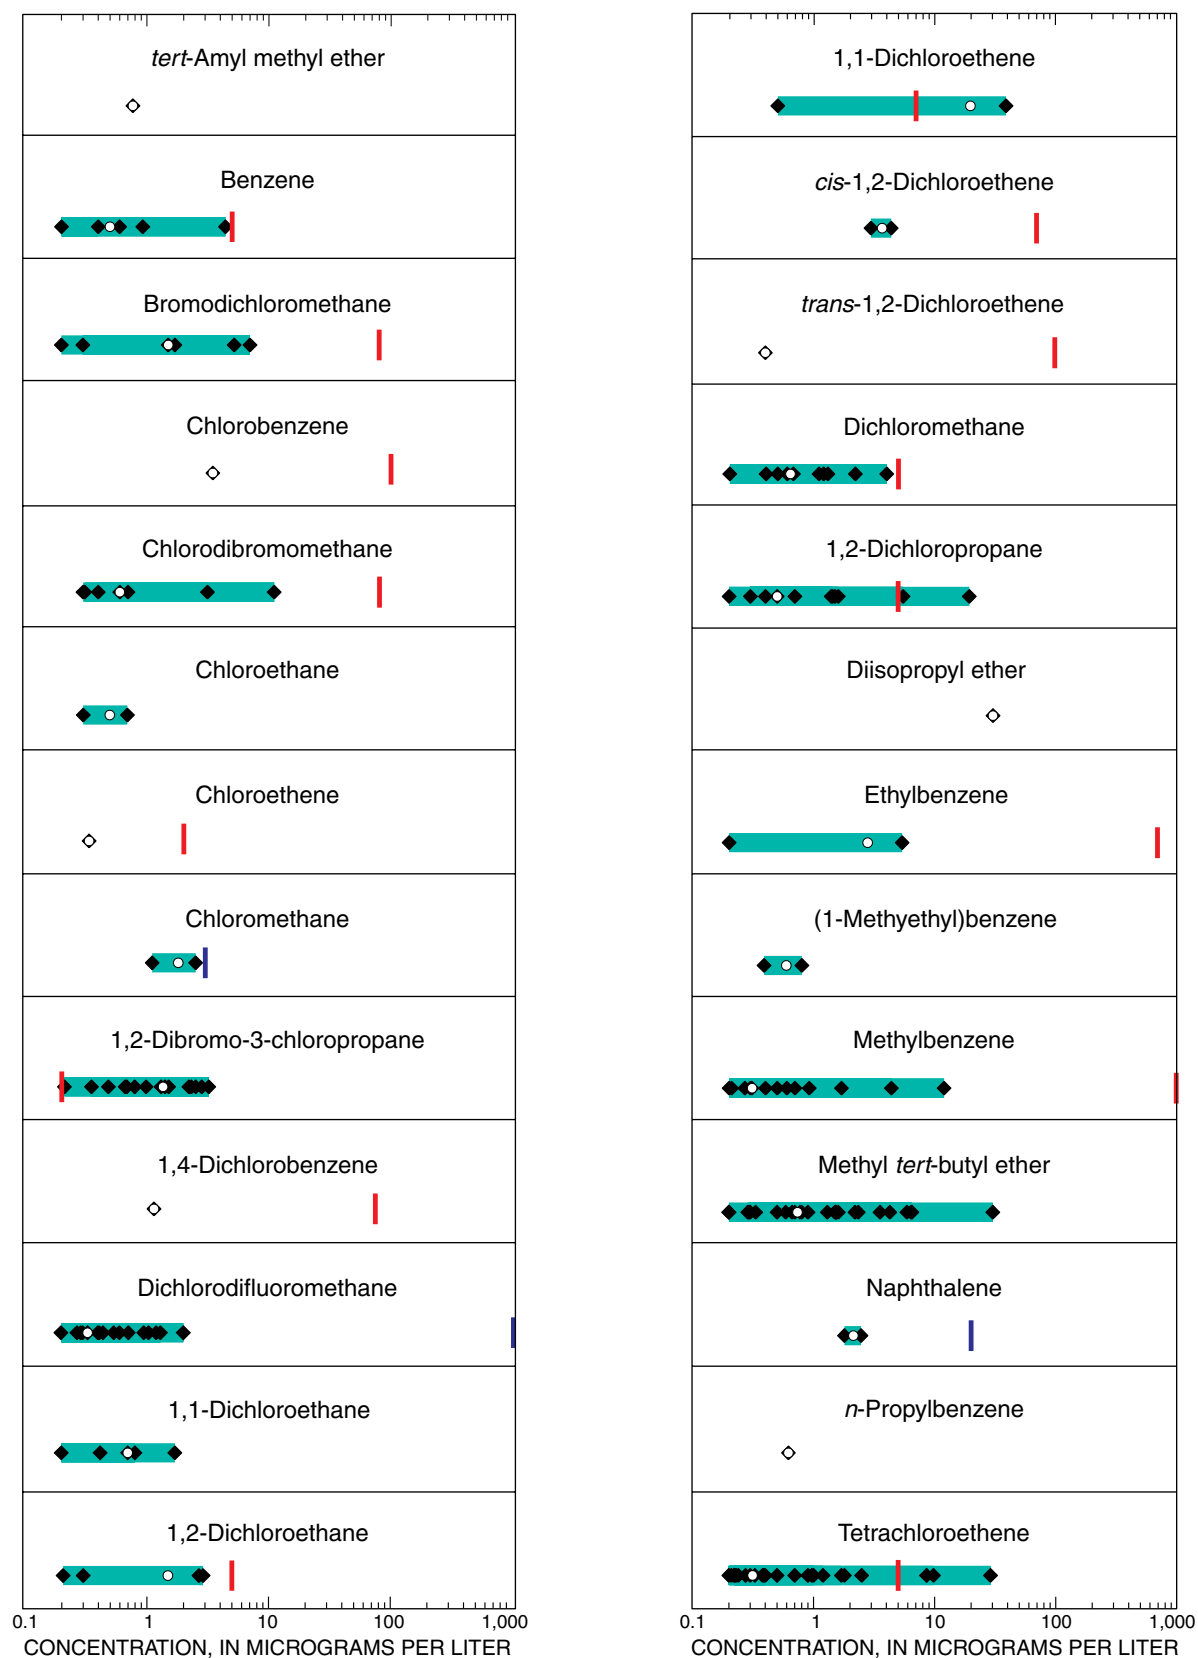 tert-Amyl methyl ether
Benzene
Bromodichloromethane
Chlorobenzene
Chlorodibromomethane
Chloroethane
Chloroethene
Chloromethane
1,2-Dibromo-3-chloropropane
1,4-Dichlorobenzene
Dichlorodifluoromethane
1,1-Dichloroethane
1,2-Dichloroethane
0.1 1 10 100 1,000
CONCENTRATION, IN MICROGRAMS PER LITER
1,1-Dichloroethene
cis-1,2-Dichloroethene
trans-1,2-Dichloroethene
Dichloromethane
1,2-Dichloropropane
Diisopropyl ether
Ethylbenzene
(1-Methyethyl)benzene
Methylbenzene
Methyl tert-butyl ether
Naphthalene
n-Propylbenzene
Tetrachloroethene
0.1 1 10 100 1,000
CONCENTRATION, IN MICROGRAMS PER LITER